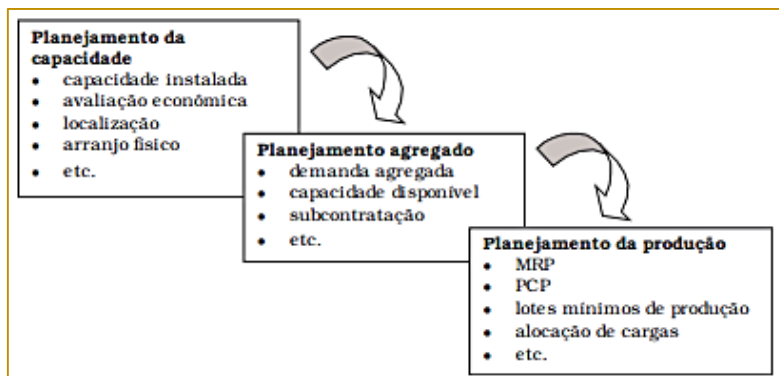 Planejamento da
capacidade
• capacidade instalada
• avaliação econômica
• localização
• arranjo físico
• etc.
Planejamento agregado
• demanda agregada
• capacidade disponível
• subcontratação
• etc.
Planejamento da produção
• MRP
• PCP
• lotes mínimos de produção
• alocação de cargas
• etc.